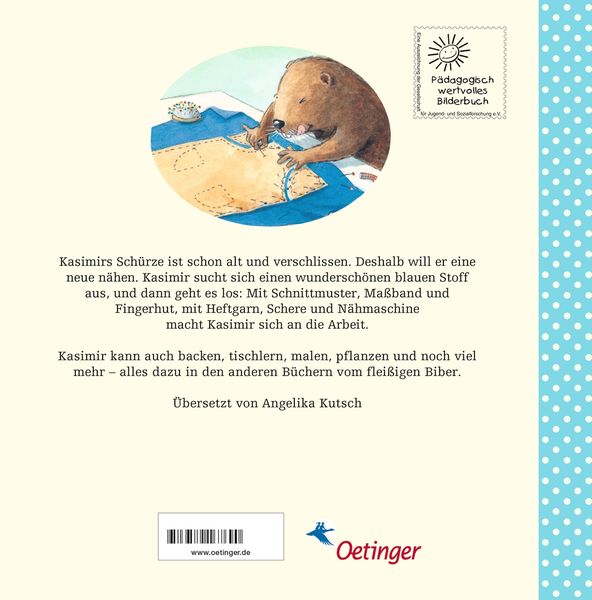 Eine Auszeichnung der Gesellschaft
Pädagogisch
wertvolles
Bilderbuch
für Jugend- und Sozialforschung e.V.
Kasimirs Schürze ist schon alt und verschlissen. Deshalb will er eine
neue nähen. Kasimir sucht sich einen wunderschönen blauen Stoff
aus, und dann geht es los: Mit Schnittmuster, Maßband und
Fingerhut, mit Heftgarn, Schere und Nähmaschine
macht Kasimir sich an die Arbeit.
Kasimir kann auch backen, tischlern, malen, pflanzen und noch viel
mehr – alles dazu in den anderen Büchern vom fleißigen Biber.
Übersetzt von Angelika Kutsch
www.oetinger.de
Oetinger